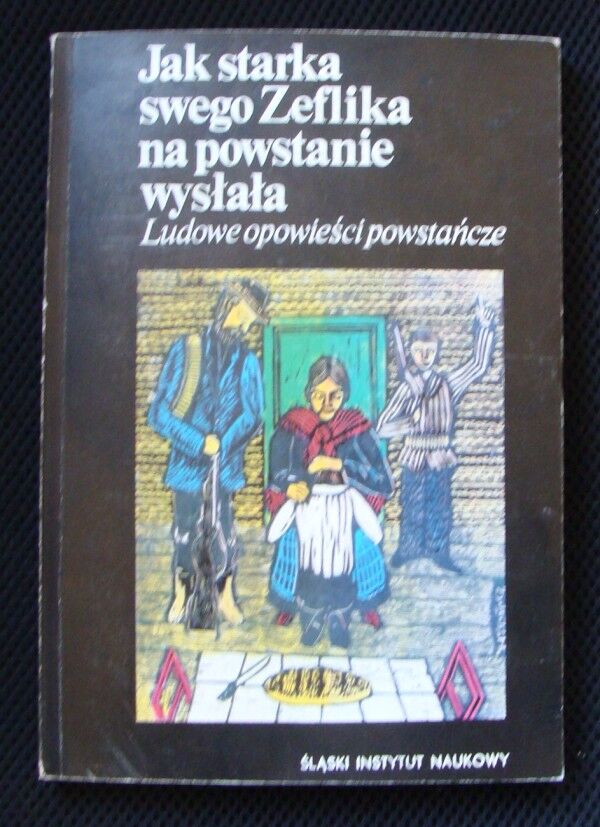 Jak starka
swego Zeflika
na powstanie
wysłała
Ludowe opowieści powstańcze
ŚLĄSKI INSTYTUT NAUKOWY